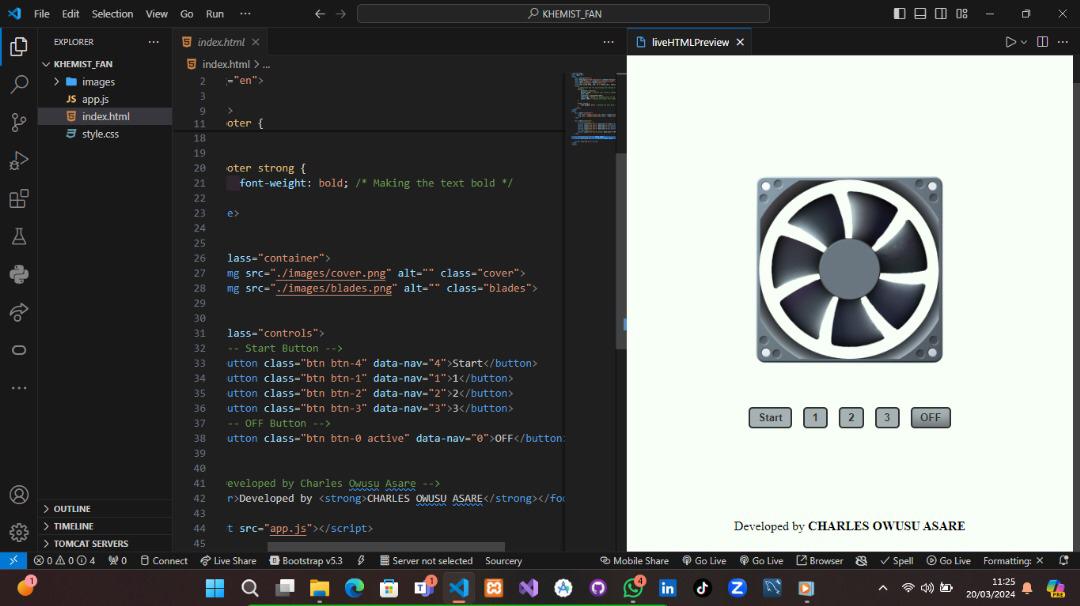 File Edit Selection View Go Run ··· KHEMIST_FAN
EXPLORER ···
KHEMIST_FAN
images
JS app.js
index.html
style.css
OUTLINE
TIMELINE
TOMCAT SERVERS
index.html
index.html > ...
2 ="en">
3
9 >
11 oter {
18
19
20 oter strong {
21 font-weight: bold; /* Making the text bold */
22
23 e>
24
25
26 lass="container">
27 mg src="./images/cover.png" alt="" class="cover">
28 mg src="./images/blades.png" alt="" class="blades">
29
30
31 lass="controls">
32 -- Start Button -->
33 utton class="btn btn-4" data-nav="4">Start</button>
34 utton class="btn btn-1" data-nav="1">1</button>
35 utton class="btn btn-2" data-nav="2">2</button>
36 utton class="btn btn-3" data-nav="3">3</button>
37 -- OFF Button -->
38 utton class="btn btn-0 active" data-nav="0">OFF</button>
39
40
41 eveloped by Charles Owusu Asare -->
42 r>Developed by <strong>CHARLES OWUSU ASARE</strong></foo
43
44 t src="app.js"></script>
45
liveHTMLPreview
Start 1 2 3 OFF
Developed by CHARLES OWUSU ASARE
0 0 4 0 Connect Live Share Bootstrap v5.3 Server not selected Sourcery Mobile Share Go Live Go Live Browser Spell Go Live Formatting:
1 1 4 11:25
20/03/2024
PRE